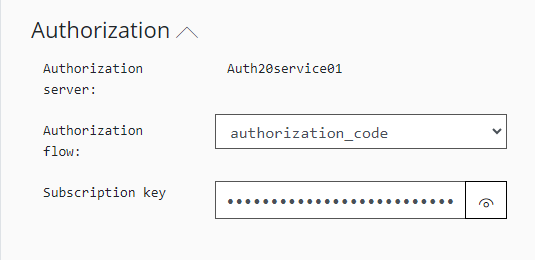 Authorization
Authorization
server:
Auth20service01
Authorization
flow:
authorization_code
Subscription key
••••••••••••••••••••••••••